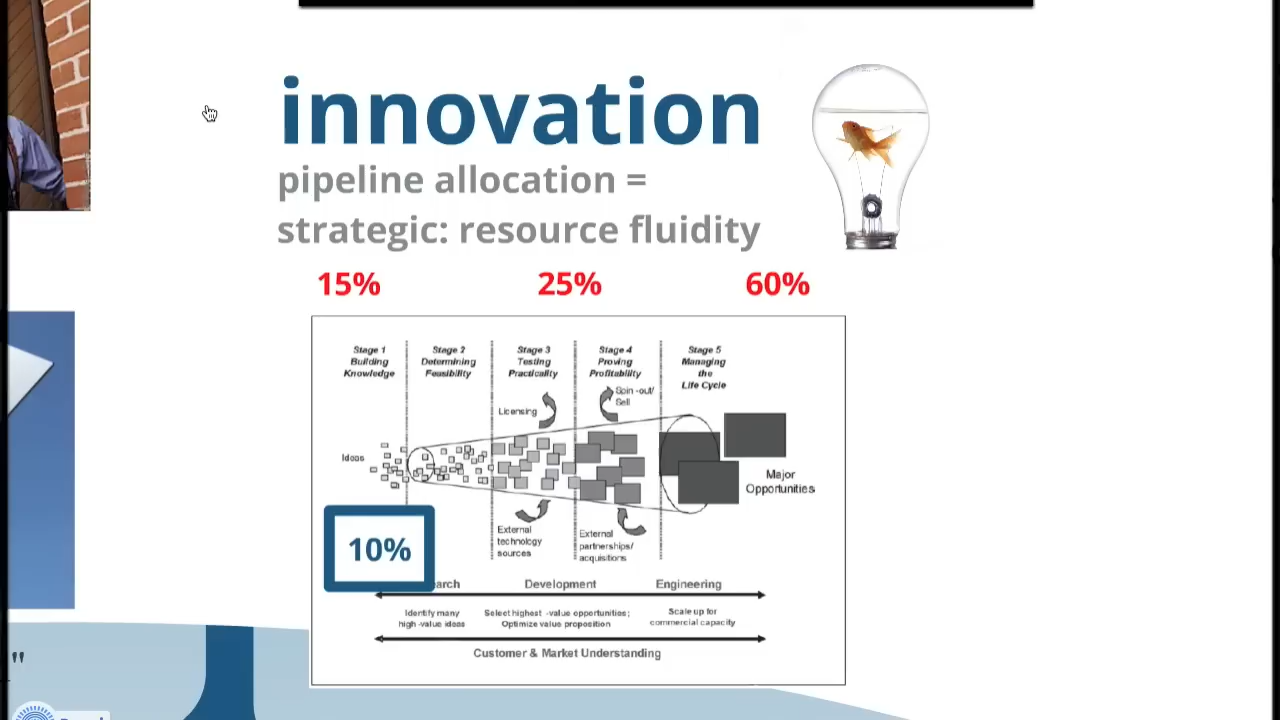 innovation
pipeline allocation =
strategic: resource fluidity
15% 25% 60%
Stage 1 Stage 2 Stage 3 Stage 4 Stage 5
Building Determining Testing Proving Managing
Knowledge Feasibility Practicality Profitability the
Life Cycle
Spin -out/
Sell
Licensing
Ideas
Major
Opportunities
External
technology
sources
External
partnerships/
acquisitions
10%
arch Development Engineering
Identify many Select highest -value opportunities; Scale up for
high -value ideas Optimize value proposition commercial capacity
Customer & Market Understanding
"